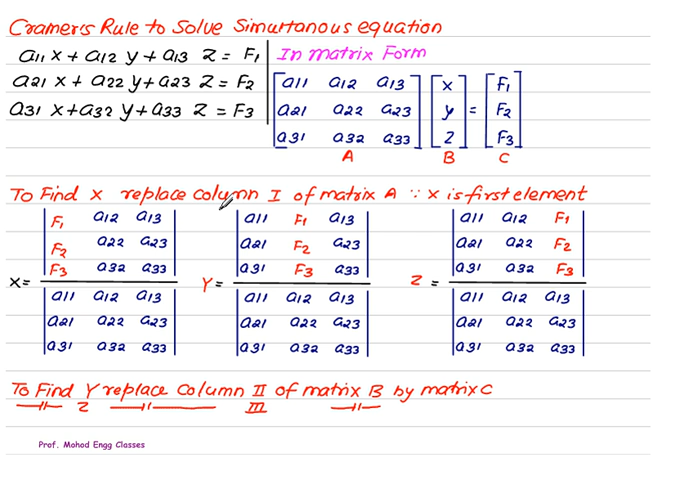 Cramer's Rule to Solve Simultanous equation
a11 x + a12 y + a13 z = F1
a21 x + a22 y + a23 z = F2
a31 x + a32 y + a33 z = F3
In matrix Form
a11 a12 a13 x F1
a21 a22 a23 y = F2
a31 a32 a33 z F3
A B C
To Find x replace column I of matrix A ∵ x is first element
F1 a12 a13 a11 F1 a13 a11 a12 F1
F2 a22 a23 a21 F2 a23 a21 a22 F2
F3 a32 a33 a31 F3 a33 a31 a32 F3
x= Y= Z =
a11 a12 a13 a11 a12 a13 a11 a12 a13
a21 a22 a23 a21 a22 a23 a21 a22 a23
a31 a32 a33 a31 a32 a33 a31 a32 a33
To Find Y replace Column II of matrix B by matrix C
—11— Z —11— III —11—
Prof. Mohod Engg Classes